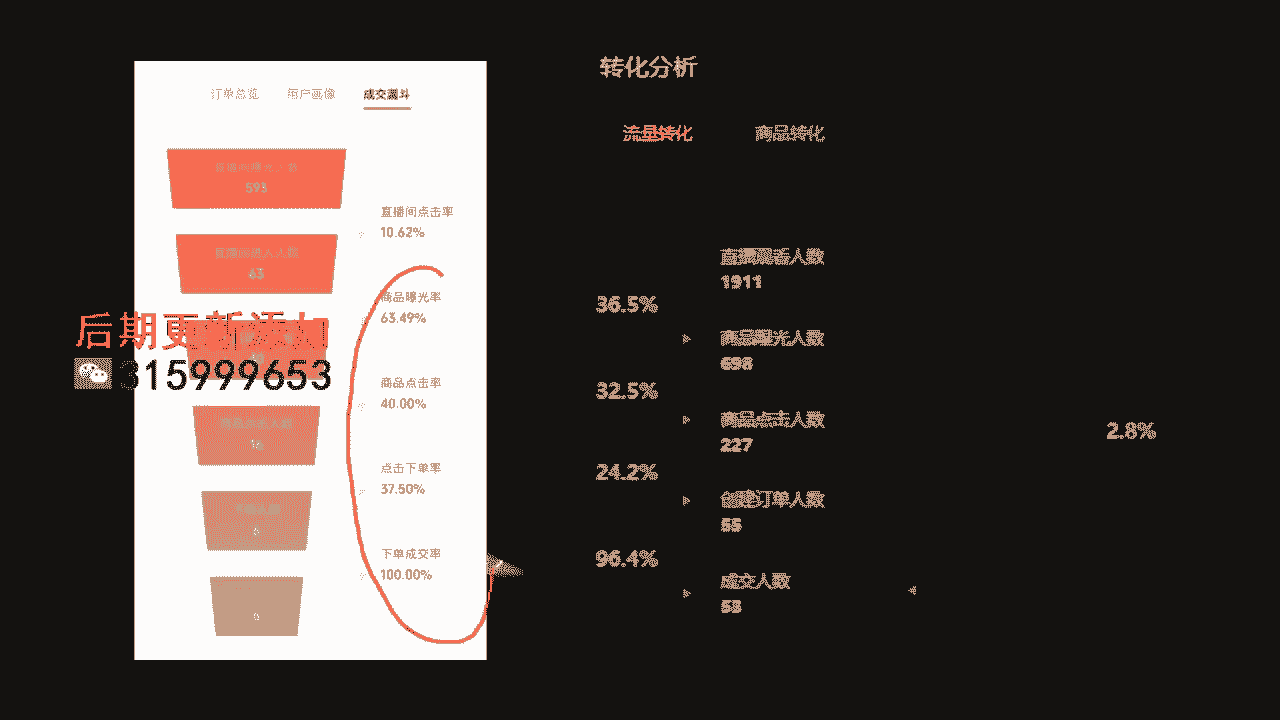 订单总览 用户画像 成交漏斗
593
直播间点击率
10.62%
63
商品曝光率
63.49%
后期更新添加
315999653
商品点击率
40.00%
点击下单率
37.50%
下单成交率
100.00%
转化分析
流量转化 商品转化
直播观看人数
1911
36.5%
商品曝光人数
698
32.5%
商品点击人数
227
2.8%
24.2%
创建订单人数
55
96.4%
成交人数
53